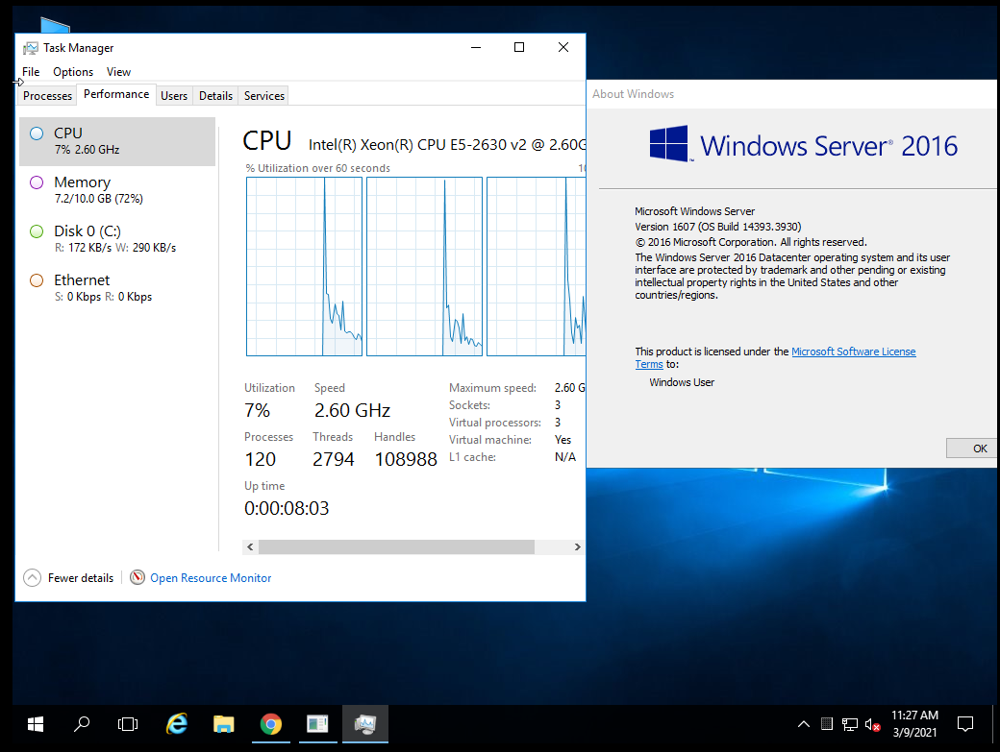 Task Manager
File Options View
Processes Performance Users Details Services
CPU
7% 2.60 GHz
Memory
7.2/10.0 GB (72%)
Disk 0 (C:)
R: 172 KB/s W: 290 KB/s
Ethernet
S: 0 Kbps R: 0 Kbps
CPU Intel(R) Xeon(R) CPU E5-2630 v2 @ 2.60G
% Utilization over 60 seconds 10
Utilization Speed
7% 2.60 GHz
Processes Threads Handles
120 2794 108988
Up time
0:00:08:03
Maximum speed: 2.60 G
Sockets: 3
Virtual processors: 3
Virtual machine: Yes
L1 cache: N/A
Fewer details Open Resource Monitor
About Windows
Windows Server® 2016
Microsoft Windows Server
Version 1607 (OS Build 14393.3930)
© 2016 Microsoft Corporation. All rights reserved.
The Windows Server 2016 Datacenter operating system and its user
interface are protected by trademark and other pending or existing
intellectual property rights in the United States and other
countries/regions.
This product is licensed under the Microsoft Software License
Terms to:
Windows User
OK
11:27 AM
3/9/2021